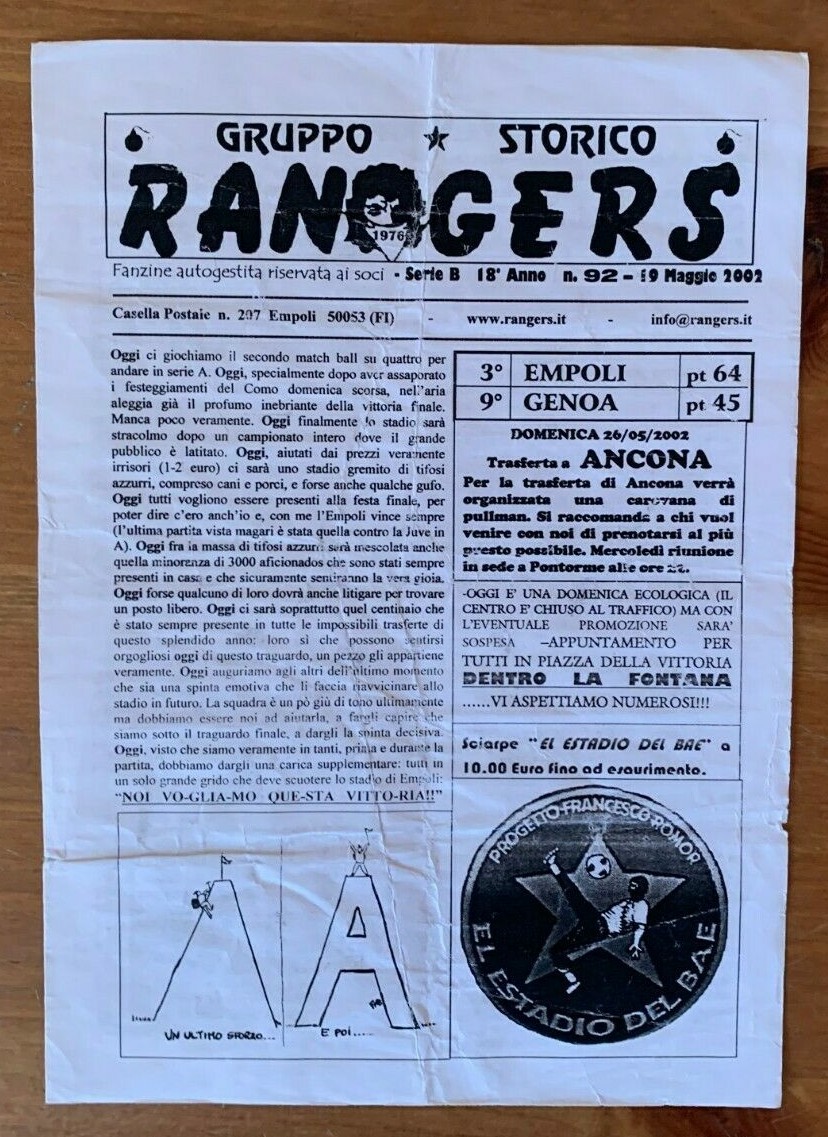 GRUPPO ★ STORICO
RANGERS
1976
Fanzine autogestita riservata ai soci - Serie B 18° Anno n. 92 - 19 Maggio 2002
Casella Postale n. 207 Empoli 50053 (FI) - www.rangers.it - info@rangers.it
Oggi ci giochiamo il secondo match ball su quattro per
andare in serie A. Oggi, specialmente dopo aver assaporato
i festeggiamenti del Como domenica scorsa, nell'aria
aleggia già il profumo inebriante della vittoria finale.
Manca poco veramente. Oggi finalmente lo stadio sarà
stracolmo dopo un campionato intero dove il grande
pubblico è latitato. Oggi, aiutati dai prezzi veramente
irrisori (1-2 euro) ci sarà uno stadio gremito di tifosi
azzurri, compreso cani e porci, e forse anche qualche gufo.
Oggi tutti vogliono essere presenti alla festa finale, per
poter dire c'ero anch'io e, con me l'Empoli vince sempre
(l'ultima partita vista magari è stata quella contro la Juve in
A). Oggi fra la massa di tifosi azzurri sarà mescolata anche
quella minoranza di 3000 aficionados che sono stati sempre
presenti in casa e che sicuramente sentiranno la vera gioia.
Oggi forse qualcuno di loro dovrà anche litigare per trovare
un posto libero. Oggi ci sarà soprattutto quel centinaio che
è stato sempre presente in tutte le impossibili trasferte di
questo splendido anno: loro si che possono sentirsi
orgogliosi oggi di questo traguardo, un pezzo gli appartiene
veramente. Oggi auguriamo agli altri dell'ultimo momento
che sia una spinta emotiva che li faccia riavvicinare allo
stadio in futuro. La squadra è un pò giù di tono ultimamente
ma dobbiamo essere noi ad aiutarla, a fargli capire che
siamo sotto il traguardo finale, a dargli la spinta decisiva.
Oggi, visto che siamo veramente in tanti, prima e durante la
partita, dobbiamo dargli una carica supplementare: tutti in
un solo grande grido che deve scuotere lo stadio di Empoli:
"NOI VO-GLIA-MO QUE-STA VITTO-RIA!!"
3° EMPOLI pt 64
9° GENOA pt 45
DOMENICA 26/05/2002
Trasferta a ANCONA
Per la trasferta di Ancona verrà
organizzata una carovana di
pullman. Si raccomanda a chi vuol
venire con noi di prenotarsi al più
presto possibile. Mercoledì riunione
in sede a Pontorme alle ore
-OGGI E' UNA DOMENICA ECOLOGICA (IL
CENTRO E' CHIUSO AL TRAFFICO) MA CON
L'EVENTUALE PROMOZIONE SARA'
SOSPESA –APPUNTAMENTO PER
TUTTI IN PIAZZA DELLA VITTORIA
DENTRO LA FONTANA
......VI ASPETTIAMO NUMEROSI!!!
Sciarpe "EL ESTADIO DEL BAE" a
10.00 Euro fino ad esaurimento.
UN ULTIMO SFORZO...
E POI.....
PROGETTO·FRANCESCO·ROMOR
EL ESTADIO DEL BAE